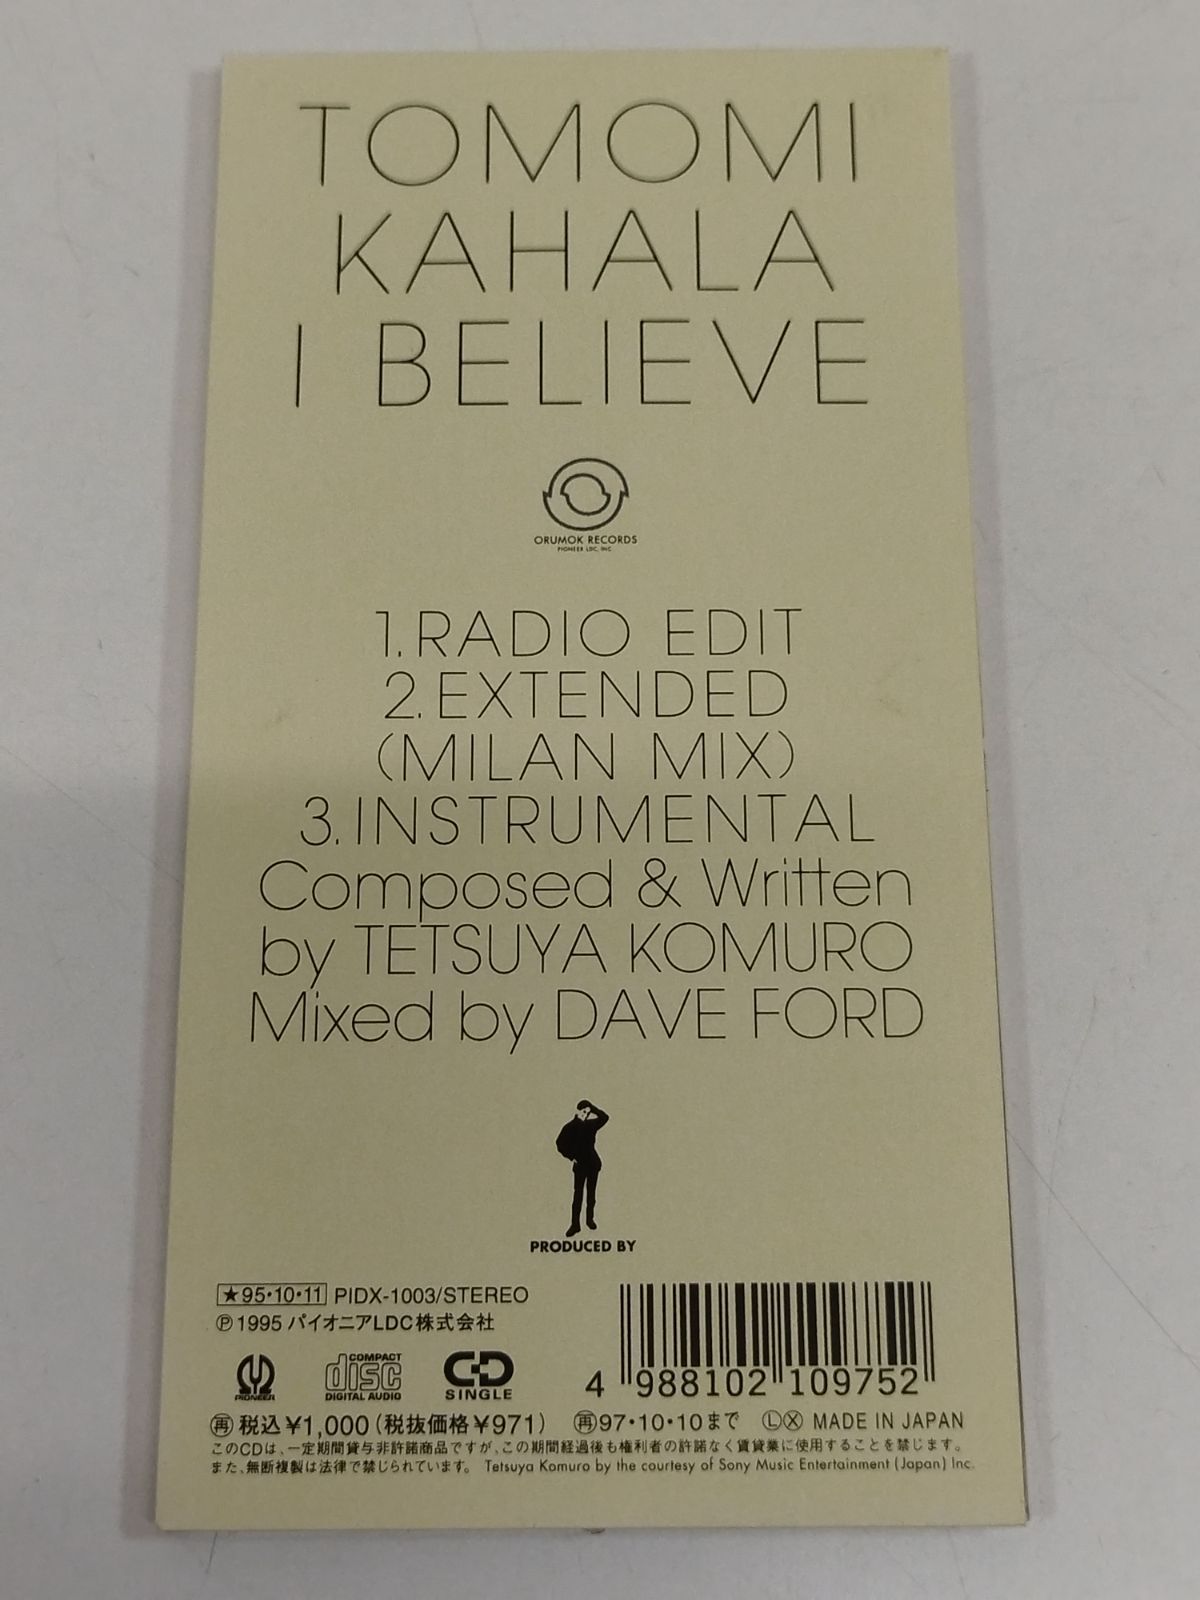 TOMOMI
KAHALA
I BELIEVE
ORUMOK RECORDS
PIONEER LDC, INC
1. RADIO EDIT
2. EXTENDED
(MILAN MIX)
3. INSTRUMENTAL
Composed & Written
by TETSUYA KOMURO
Mixed by DAVE FORD
PRODUCED BY
★95•10•11 PIDX-1003/STEREO
Ⓟ1995 パイオニアLDC株式会社
PIONEER
COMPACT
disc
DIGITAL AUDIO
CD
SINGLE
4 988102 109752
㊢税込¥1,000(税抜価格¥971) ㊢97•10•10まで ⓁⓍ MADE IN JAPAN
このCDは、一定期間貸与非許諾商品ですが、この期間経過後も権利者の許諾なく賃貸業に使用することを禁じます。
また、無断複製は法律で禁じられています。 Tetsuya Komuro by the courtesy of Sony Music Entertainment (Japan) Inc.